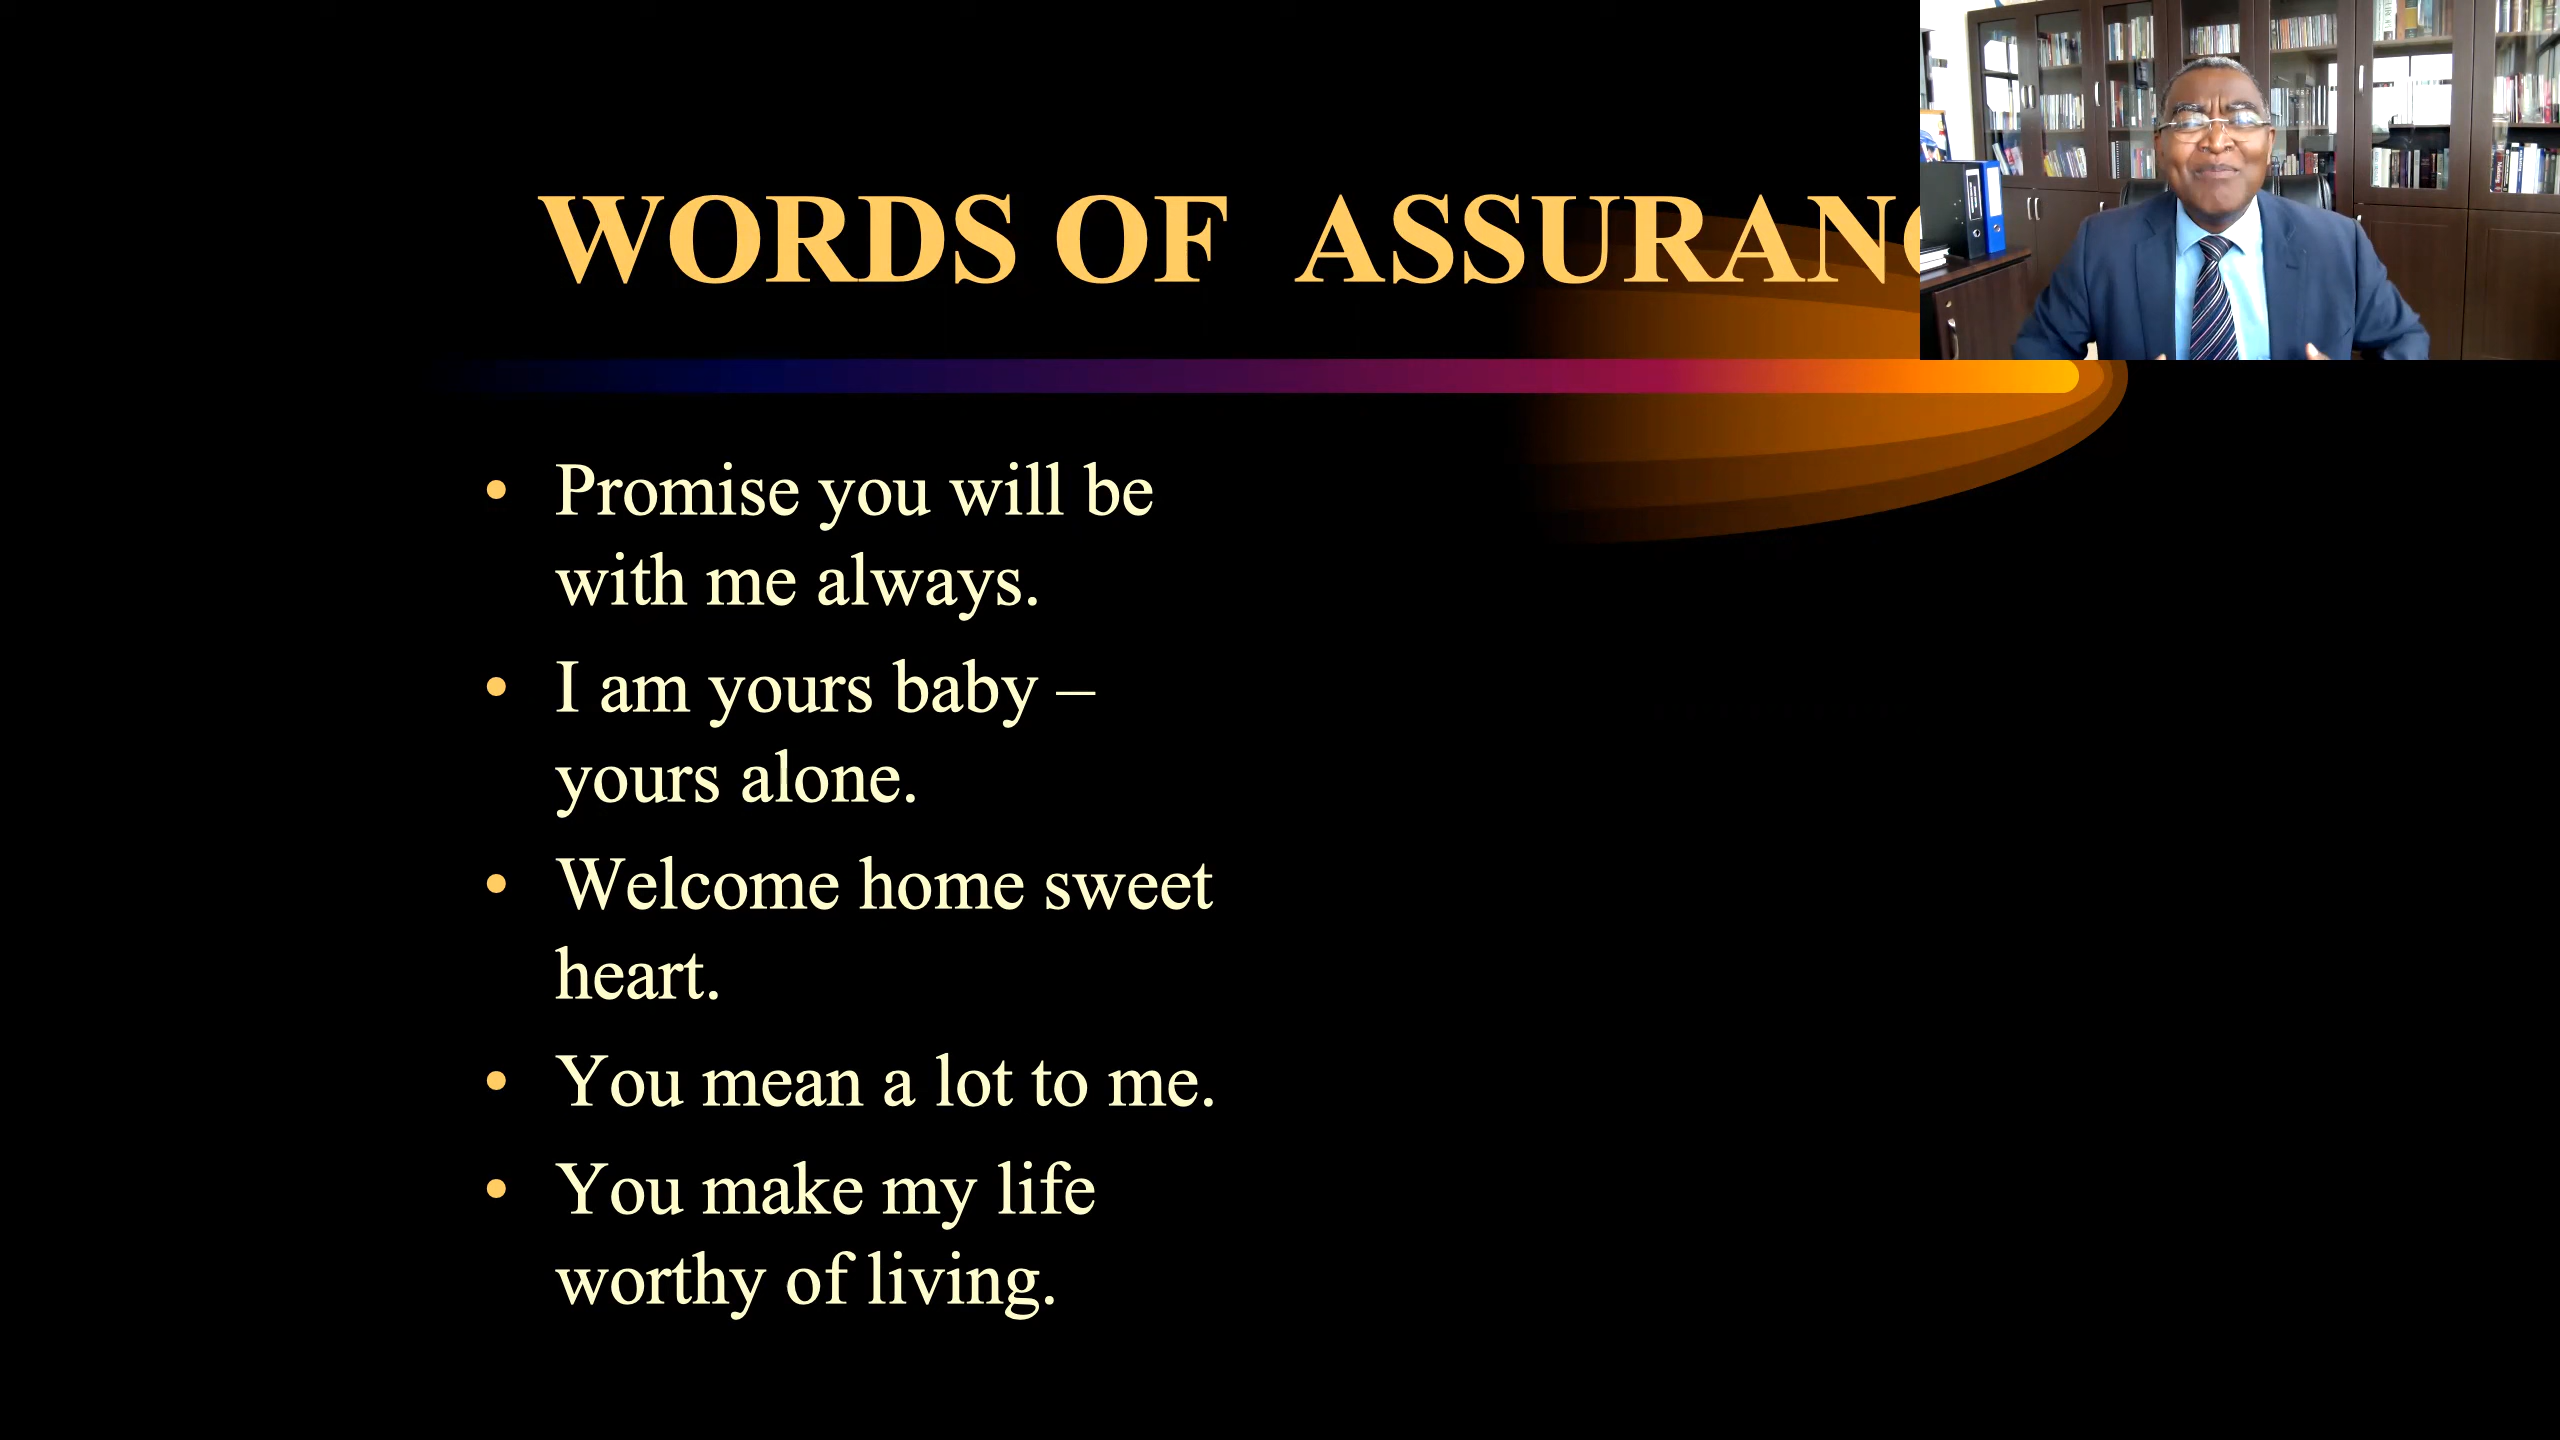 WORDS OF ASSURANC
• Promise you will be
with me always.
• I am yours baby –
yours alone.
• Welcome home sweet
heart.
• You mean a lot to me.
• You make my life
worthy of living.